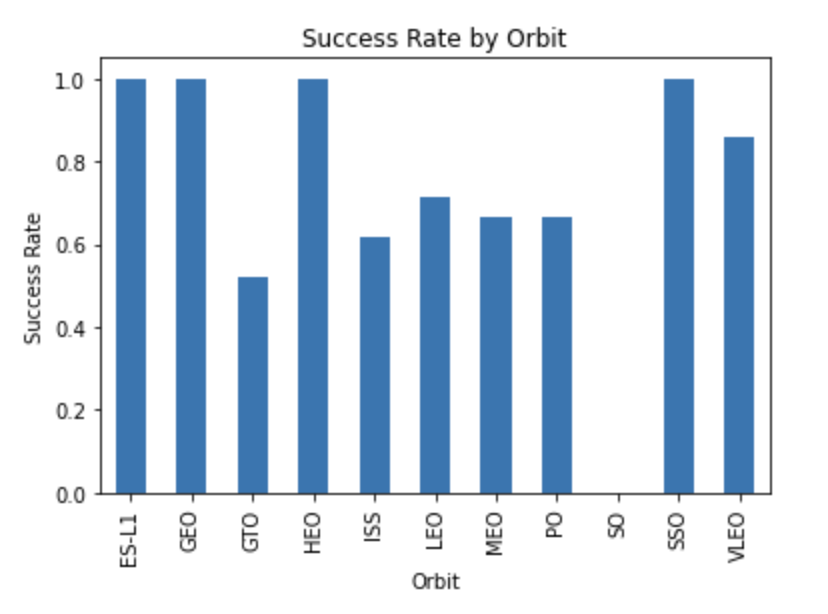 Success Rate by Orbit
Success Rate
1.0
0.8
0.6
0.4
0.2
0.0
ES-L1
GEO
GTO
HEO
ISS
LEO
MEO
PO
SO
SSO
VLEO
Orbit